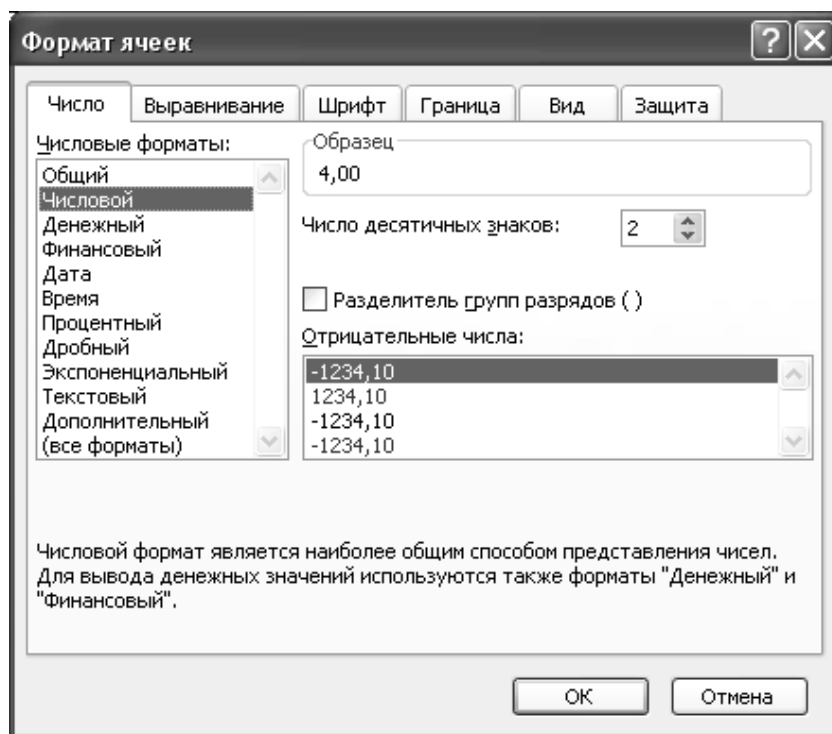 Формат ячеек
Число Выравнивание Шрифт Граница Вид Защита
Числовые форматы:
Общий
Числовой
Денежный
Финансовый
Дата
Время
Процентный
Дробный
Экспоненциальный
Текстовый
Дополнительный
(все форматы)
Образец
4,00
Число десятичных знаков: 2
Разделитель групп разрядов ( )
Отрицательные числа:
-1234,10
1234,10
-1234,10
-1234,10
Числовой формат является наиболее общим способом представления чисел.
Для вывода денежных значений используются также форматы "Денежный" и
"Финансовый".
ОК Отмена